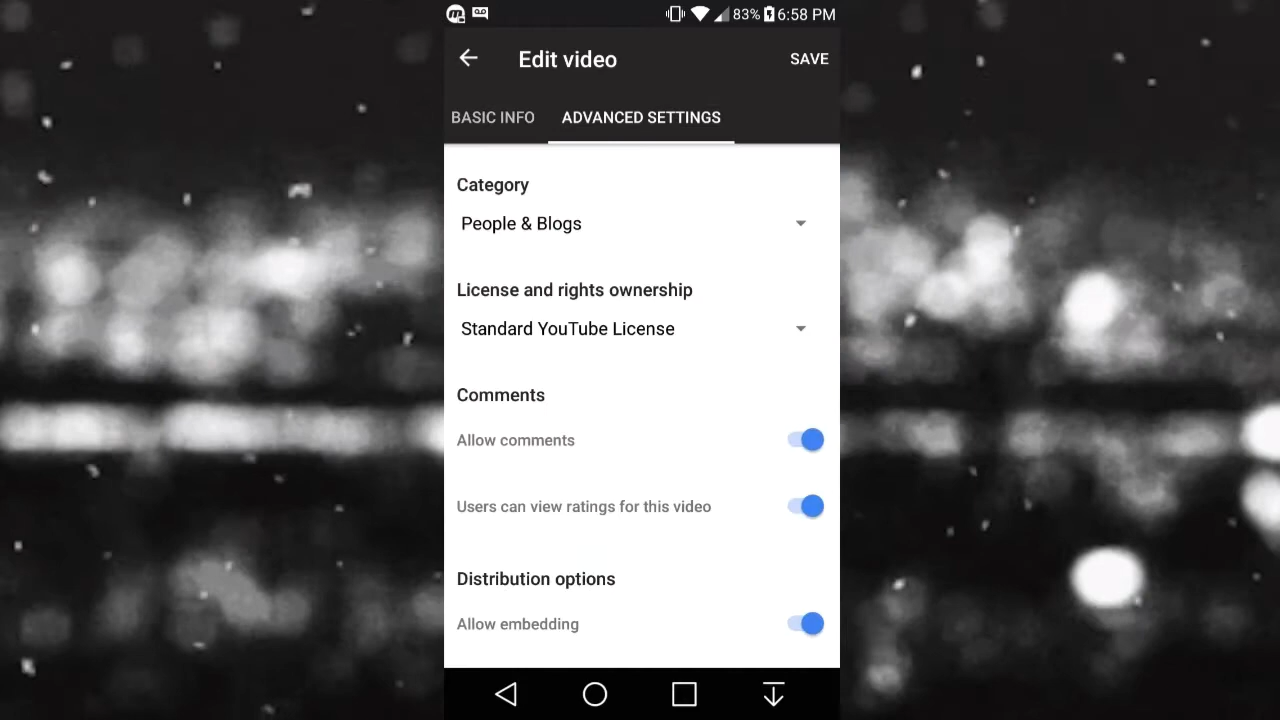 83% 6:58 PM
Edit video SAVE
BASIC INFO ADVANCED SETTINGS
Category
People & Blogs
License and rights ownership
Standard YouTube License
Comments
Allow comments
Users can view ratings for this video
Distribution options
Allow embedding